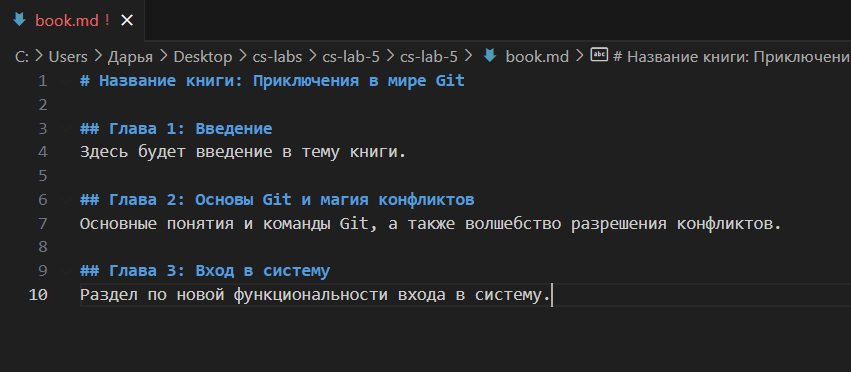 book.md !
C: > Users > Дарья > Desktop > cs-labs > cs-lab-5 > cs-lab-5 > book.md > abc # Название книги: Приключени
1 # Название книги: Приключения в мире Git
2
3 ## Глава 1: Введение
4 Здесь будет введение в тему книги.
5
6 ## Глава 2: Основы Git и магия конфликтов
7 Основные понятия и команды Git, а также волшебство разрешения конфликтов.
8
9 ## Глава 3: Вход в систему
10 Раздел по новой функциональности входа в систему.